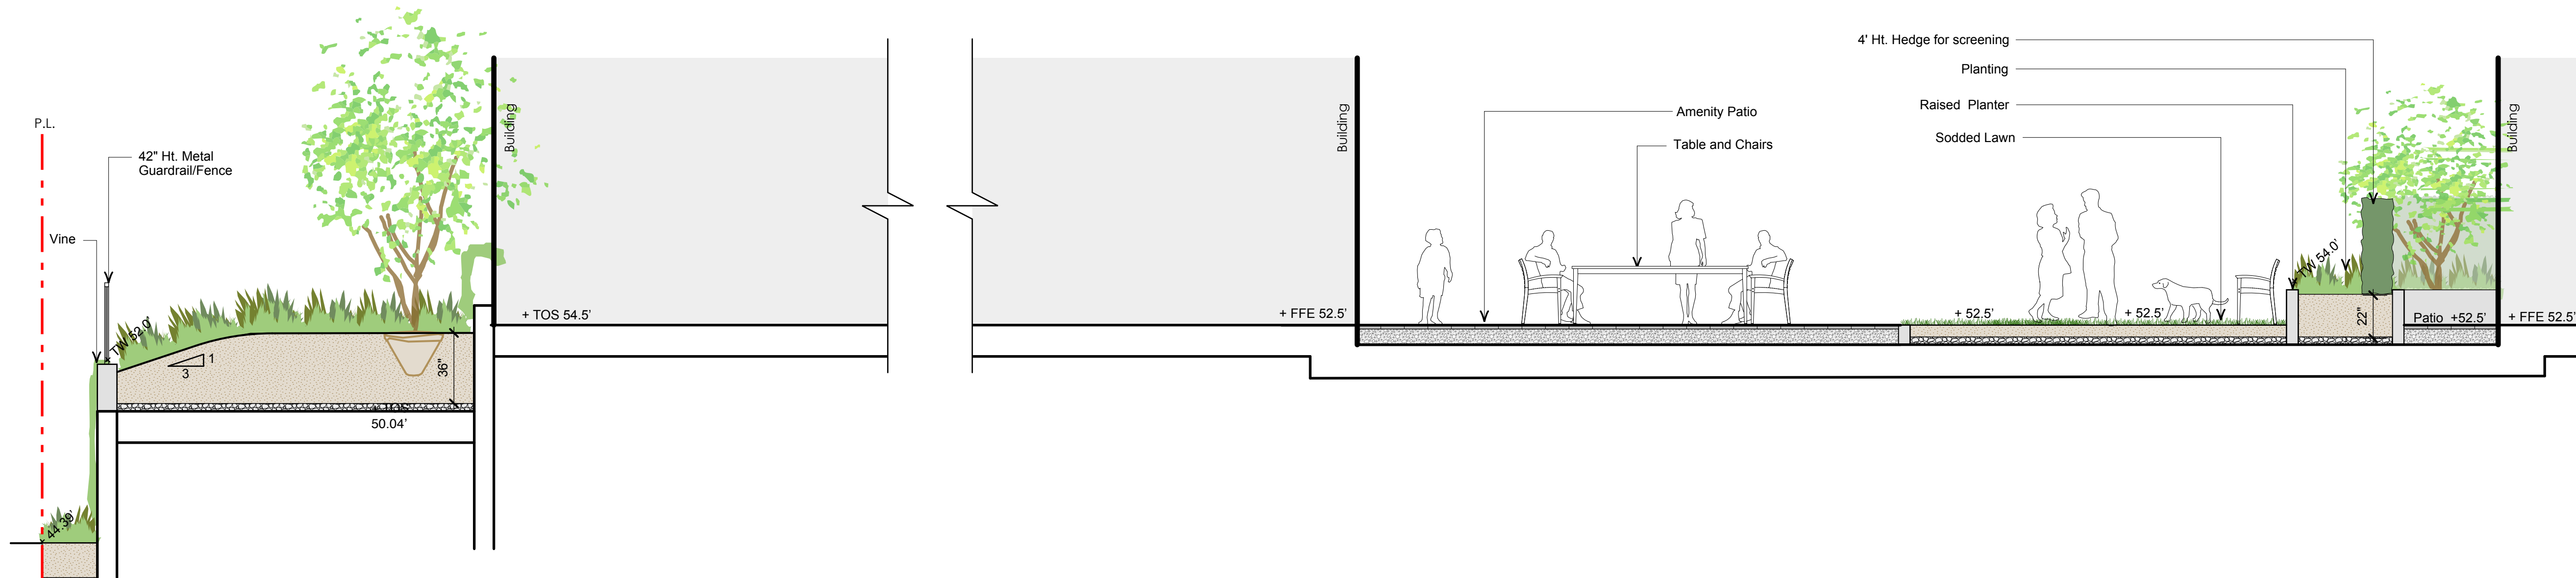 P.L.
42" Ht. Metal
Guardrail/Fence
Vine
+ TW 52.0'
1
3
36"
50.04'
+ 44.39'
Building
+ TOS 54.5'
Building
+ FFE 52.5'
Amenity Patio
Table and Chairs
4' Ht. Hedge for screening
Planting
Raised Planter
Sodded Lawn
+ 52.5'
+ 52.5'
+ TW 54.0'
22"
Patio +52.5'
Building
+ FFE 52.5'